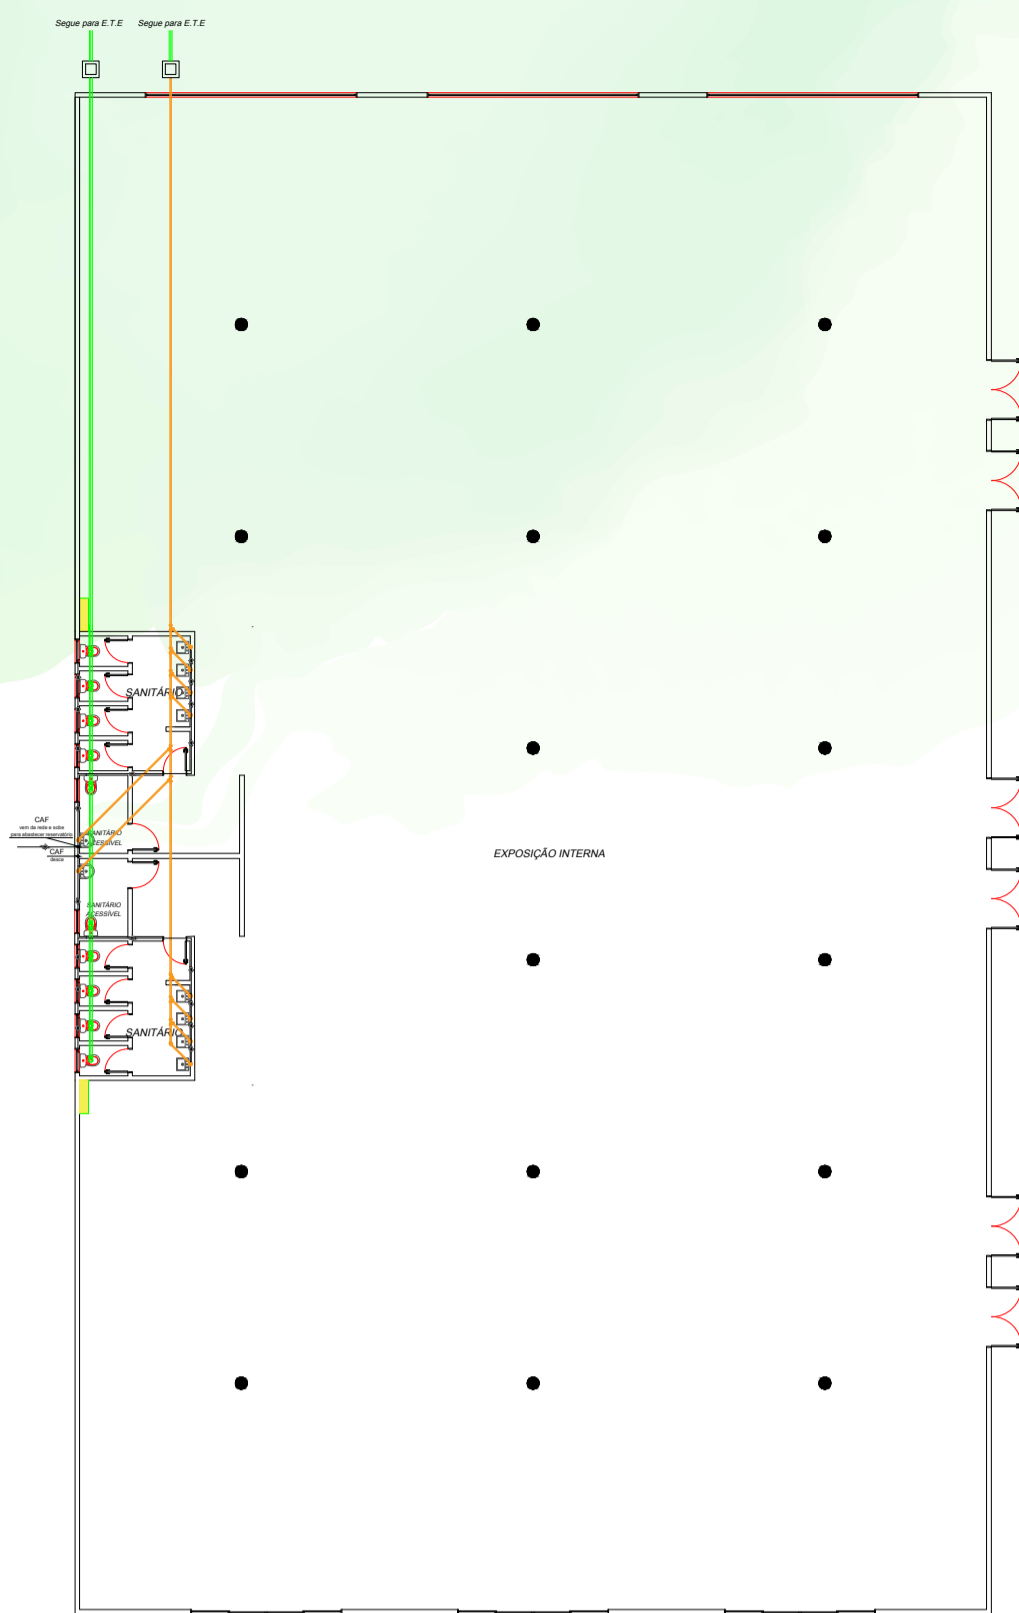 Segue para E.T.E
Segue para E.T.E
SANITÁRIO
CAF
vem da rede e sobe
para abastecer reservatório
CAF
desce
SANITÁRIO
ACESSÍVEL
EXPOSIÇÃO INTERNA
SANITÁRIO
ACESSÍVEL
SANITÁRIO